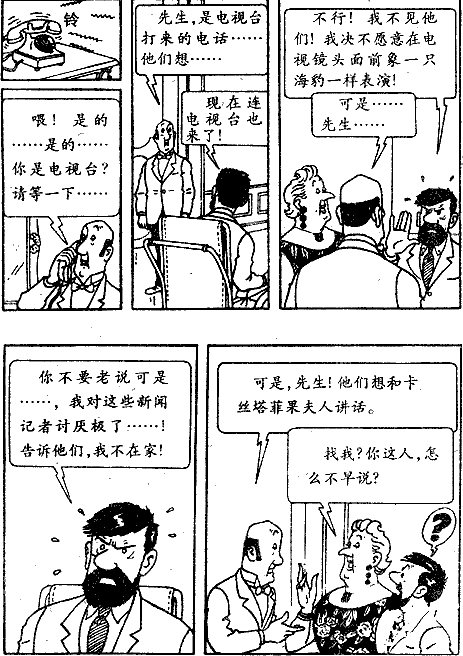 铃
喂！ 是 的
……是的……
你是电视台?
请等一下……
先生,是电视台
打来的电话……
他们想……
现在连
电视台也
来了!
不行! 我不见他
们! 我决不愿意在电
视镜头面前象一只
海豹一样表演!
可是……
先生……
你不要老说可是
……, 我对这些新闻
记者讨厌极了……!
告诉他们,我不在家!
可是,先生!他们想和卡
丝塔菲果夫人讲话。
找我?你这人,怎
么不早说?
?